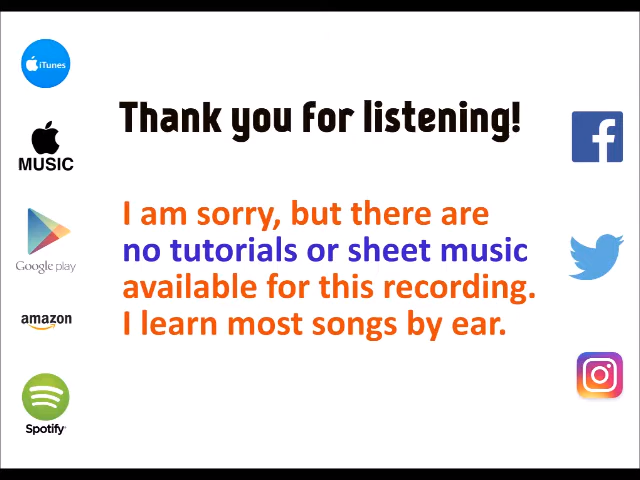 iTunes
Thank you for listening!
MUSIC
I am sorry, but there are
no tutorials or sheet music
available for this recording.
I learn most songs by ear.
Google play
amazon
Spotify